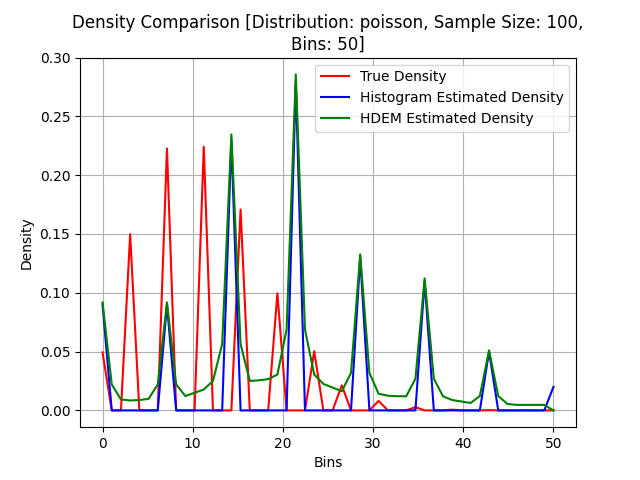 Density Comparison [Distribution: poisson, Sample Size: 100,
Bins: 50]
True Density
Histogram Estimated Density
HDEM Estimated Density
Density
0.30
0.25
0.20
0.15
0.10
0.05
0.00
0 10 20 30 40 50
Bins